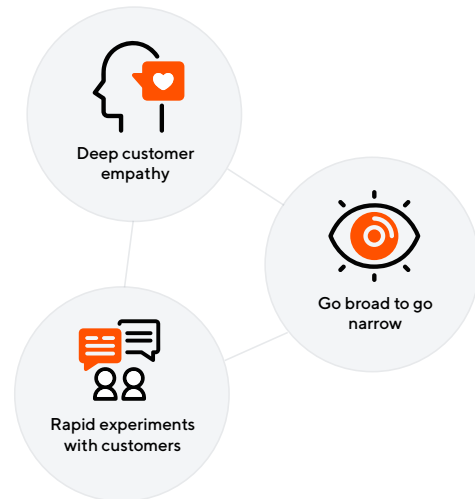 Deep customer
empathy
Go broad to go
narrow
Rapid experiments
with customers